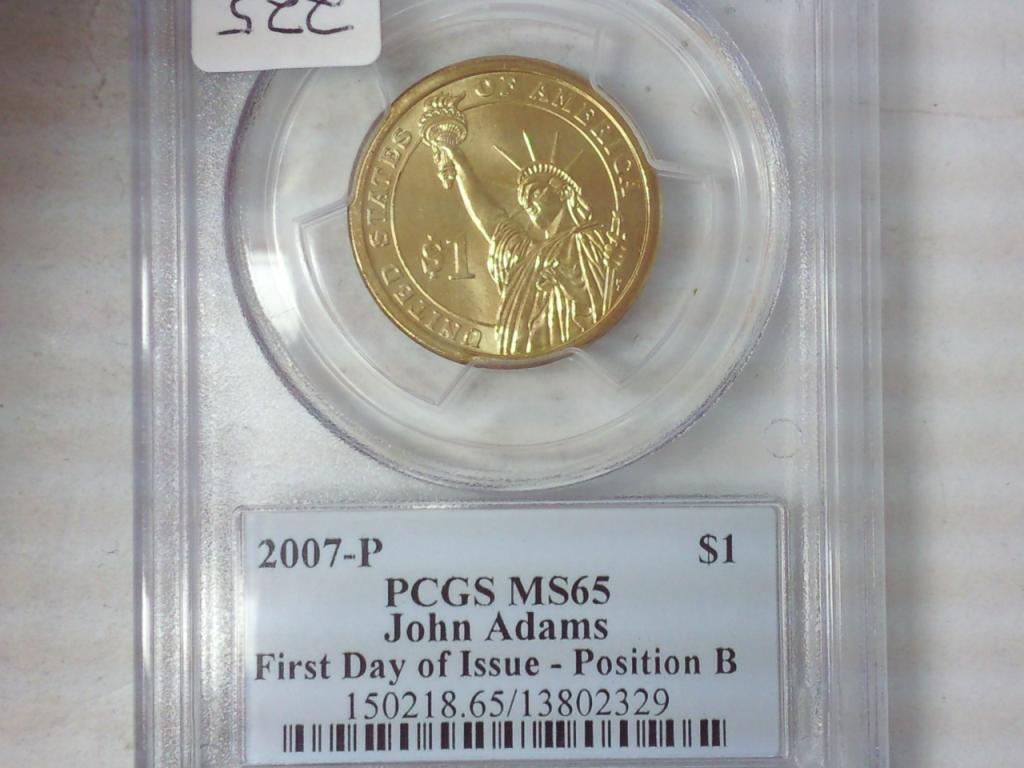 225
UNITED STATES OF AMERICA
$1
2007-P $1
PCGS MS65
John Adams
First Day of Issue - Position B
150218.65/13802329